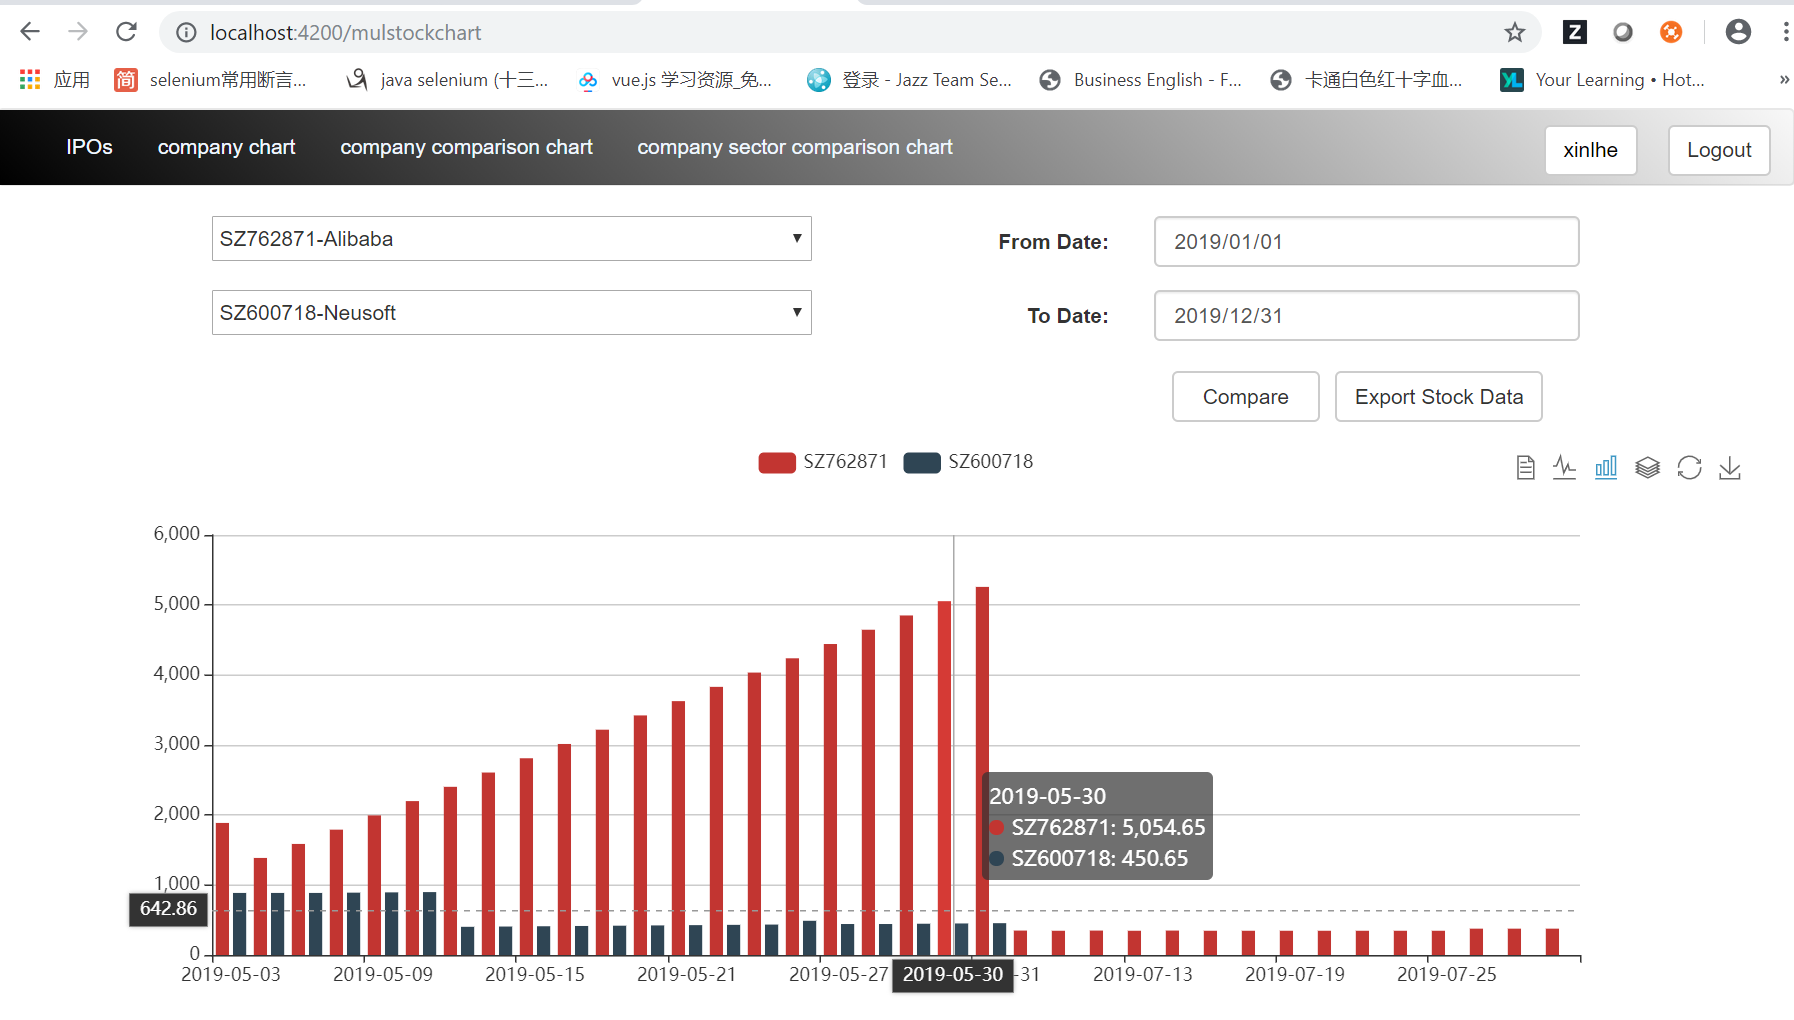 localhost:4200/mulstockchart
应用 简 selenium常用断言... java selenium (十三... vue.js 学习资源_免... 登录 - Jazz Team Se... Business English - F... 卡通白色红十字血... YL Your Learning • Hot... »
IPOs company chart company comparison chart company sector comparison chart xinlhe Logout
SZ762871-Alibaba From Date: 2019/01/01
SZ600718-Neusoft To Date: 2019/12/31
Compare Export Stock Data
SZ762871 SZ600718
6,000
5,000
4,000
3,000
2,000
1,000
642.86
0
2019-05-30
SZ762871: 5,054.65
SZ600718: 450.65
2019-05-03 2019-05-09 2019-05-15 2019-05-21 2019-05-27 2019-05-30 -31 2019-07-13 2019-07-19 2019-07-25